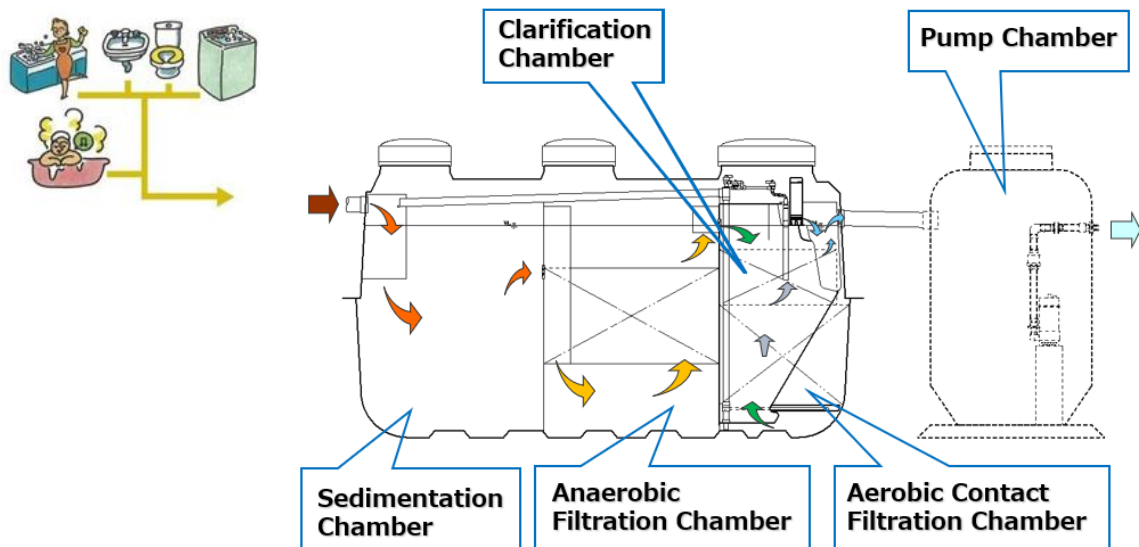 Clarification
Chamber
Pump Chamber
Sedimentation
Chamber
Anaerobic
Filtration Chamber
Aerobic Contact
Filtration Chamber